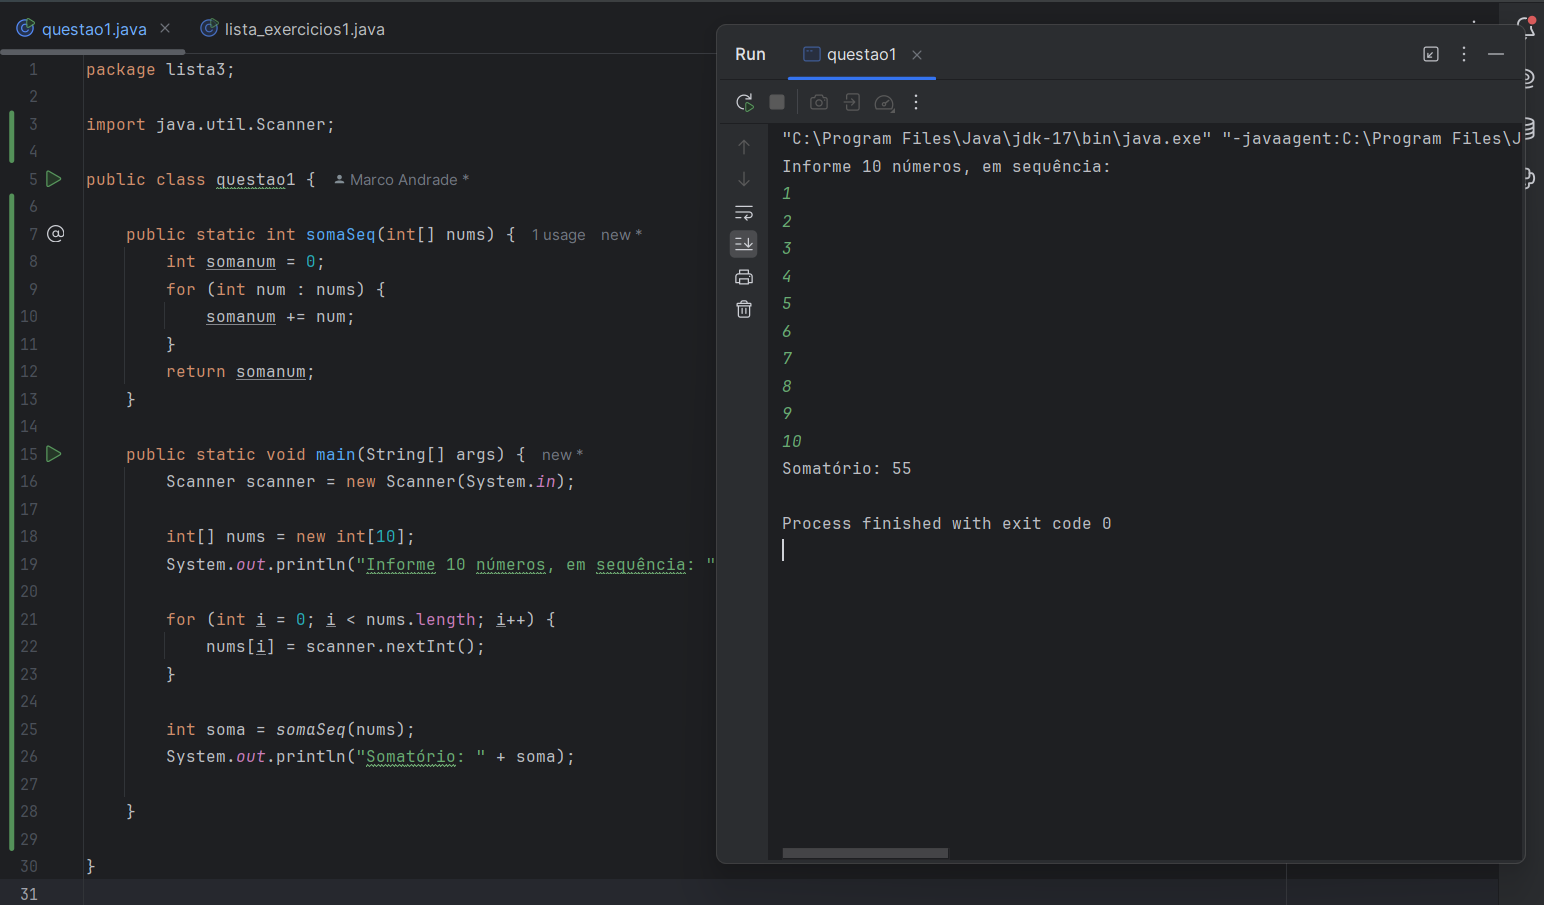 questao1.java
lista_exercicios1.java
1 package lista3;
2
3 import java.util.Scanner;
4
5 public class questao1 { Marco Andrade *
6
7 @ public static int somaSeq(int[] nums) { 1 usage new *
8 int somanum = 0;
9 for (int num : nums) {
10 somanum += num;
11 }
12 return somanum;
13 }
14
15 public static void main(String[] args) { new *
16 Scanner scanner = new Scanner(System.in);
17
18 int[] nums = new int[10];
19 System.out.println("Informe 10 números, em sequência: "
20
21 for (int i = 0; i < nums.length; i++) {
22 nums[i] = scanner.nextInt();
23 }
24
25 int soma = somaSeq(nums);
26 System.out.println("Somatório: " + soma);
27
28 }
29
30 }
31
Run questao1
"C:\Program Files\Java\jdk-17\bin\java.exe" "-javaagent:C:\Program Files\J
Informe 10 números, em sequência:
1
2
3
4
5
6
7
8
9
10
Somatório: 55
Process finished with exit code 0